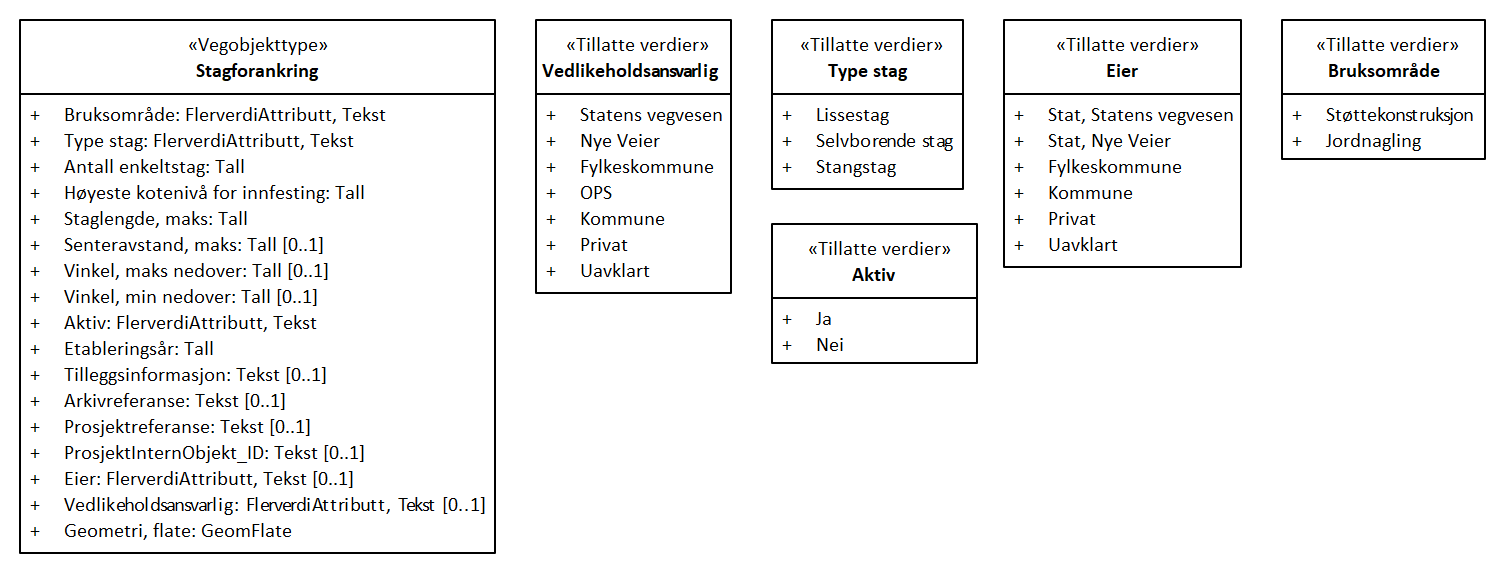 «Vegobjekttype»
Stagforankring
+ Bruksområde: FlerverdiAttributt, Tekst
+ Type stag: FlerverdiAttributt, Tekst
+ Antall enkeltstag: Tall
+ Høyeste kotenivå for innfesting: Tall
+ Staglengde, maks: Tall
+ Senteravstand, maks: Tall [0..1]
+ Vinkel, maks nedover: Tall [0..1]
+ Vinkel, min nedover: Tall [0..1]
+ Aktiv: FlerverdiAttributt, Tekst
+ Etableringsår: Tall
+ Tilleggsinformasjon: Tekst [0..1]
+ Arkivreferanse: Tekst [0..1]
+ Prosjektreferanse: Tekst [0..1]
+ ProsjektInternObjekt_ID: Tekst [0..1]
+ Eier: FlerverdiAttributt, Tekst [0..1]
+ Vedlikeholdsansvarlig: FlerverdiAttributt, Tekst [0..1]
+ Geometri, flate: GeomFlate
«Tillatte verdier»
Vedlikeholdsansvarlig
+ Statens vegvesen
+ Nye Veier
+ Fylkeskommune
+ OPS
+ Kommune
+ Privat
+ Uavklart
«Tillatte verdier»
Type stag
+ Lissestag
+ Selvborende stag
+ Stangstag
«Tillatte verdier»
Aktiv
+ Ja
+ Nei
«Tillatte verdier»
Eier
+ Stat, Statens vegvesen
+ Stat, Nye Veier
+ Fylkeskommune
+ Kommune
+ Privat
+ Uavklart
«Tillatte verdier»
Bruksområde
+ Støttekonstruksjon
+ Jordnagling